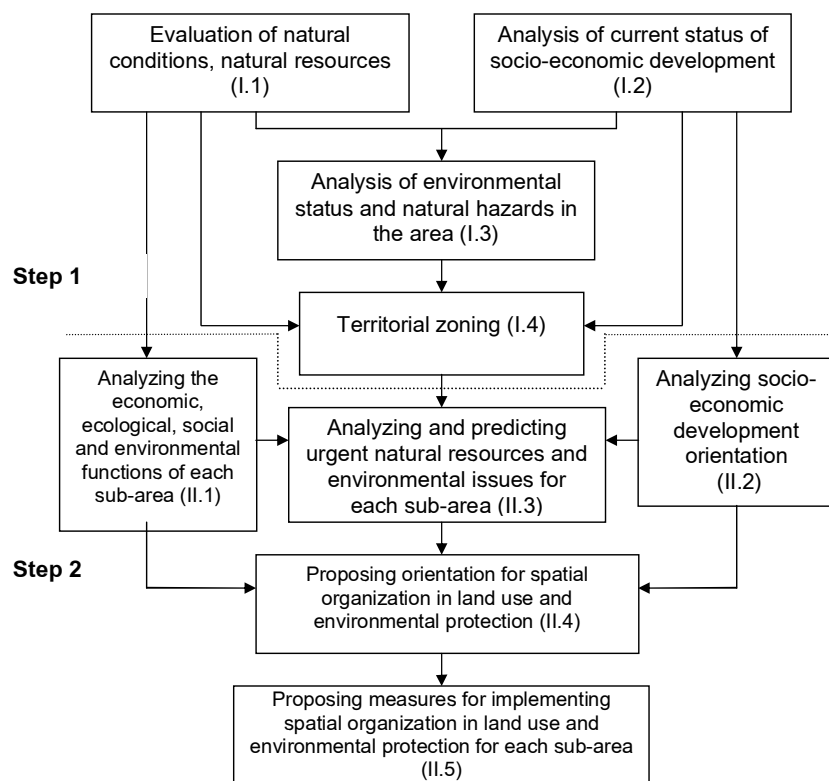 Evaluation of natural
conditions, natural resources
(I.1)
Analysis of current status of
socio-economic development
(I.2)
Analysis of environmental
status and natural hazards in
the area (I.3)
Step 1
Territorial zoning (I.4)
Analyzing the
economic,
ecological, social
and environmental
functions of each
sub-area (II.1)
Analyzing and predicting
urgent natural resources and
environmental issues for
each sub-area (II.3)
Analyzing socio-
economic
development
orientation
(II.2)
Step 2
Proposing orientation for spatial
organization in land use and
environmental protection (II.4)
Proposing measures for implementing
spatial organization in land use and
environmental protection for each sub-area
(II.5)